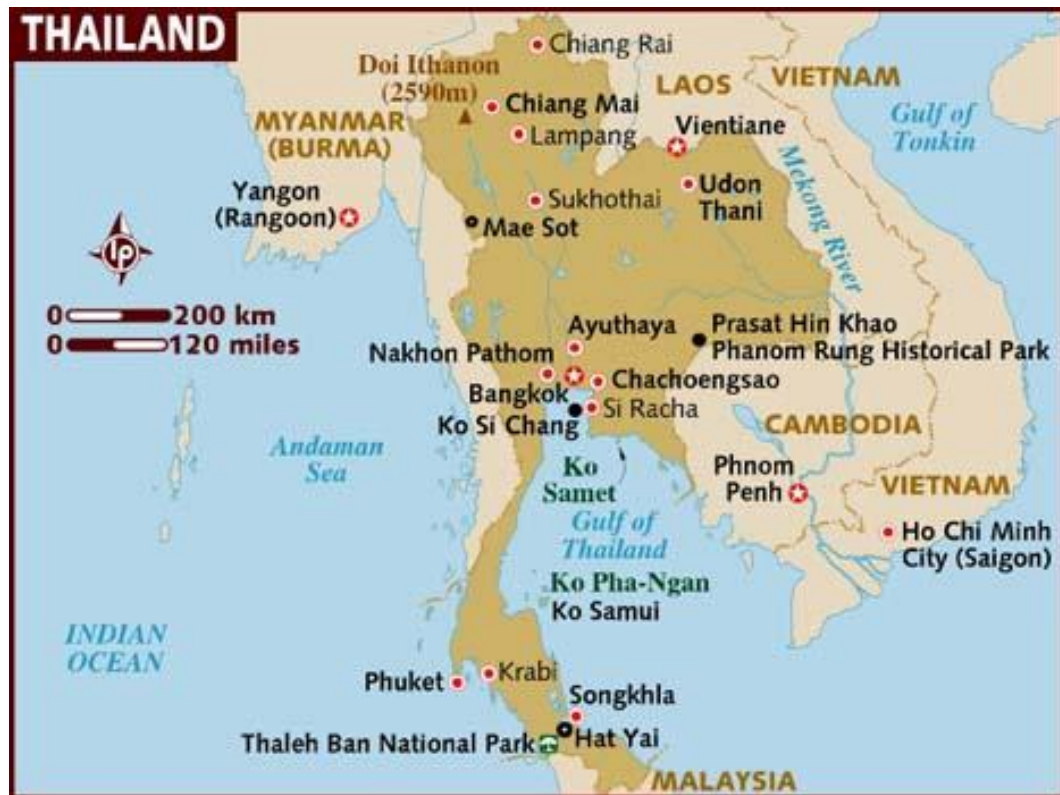 THAILAND
Chiang Rai
Doi Ithanon
(2590m)
Chiang Mai
LAOS
VIETNAM
Gulf of
Tonkin
MYANMAR
(BURMA)
Lampang
Vientiane
Yangon
(Rangoon)
Sukhothai
Udon
Thani
Mekong River
Mae Sot
lp
0 200 km
0 120 miles
Ayuthaya
Prasat Hin Khao
Phanom Rung Historical Park
Nakhon Pathom
Bangkok
Chachoengsao
Ko Si Chang
Si Racha
CAMBODIA
Andaman
Sea
Ko
Samet
Phnom
Penh
VIETNAM
Gulf of
Thailand
Ho Chi Minh
City (Saigon)
Ko Pha-Ngan
Ko Samui
INDIAN
OCEAN
Phuket
Krabi
Songkhla
Thaleh Ban National Park
Hat Yai
MALAYSIA